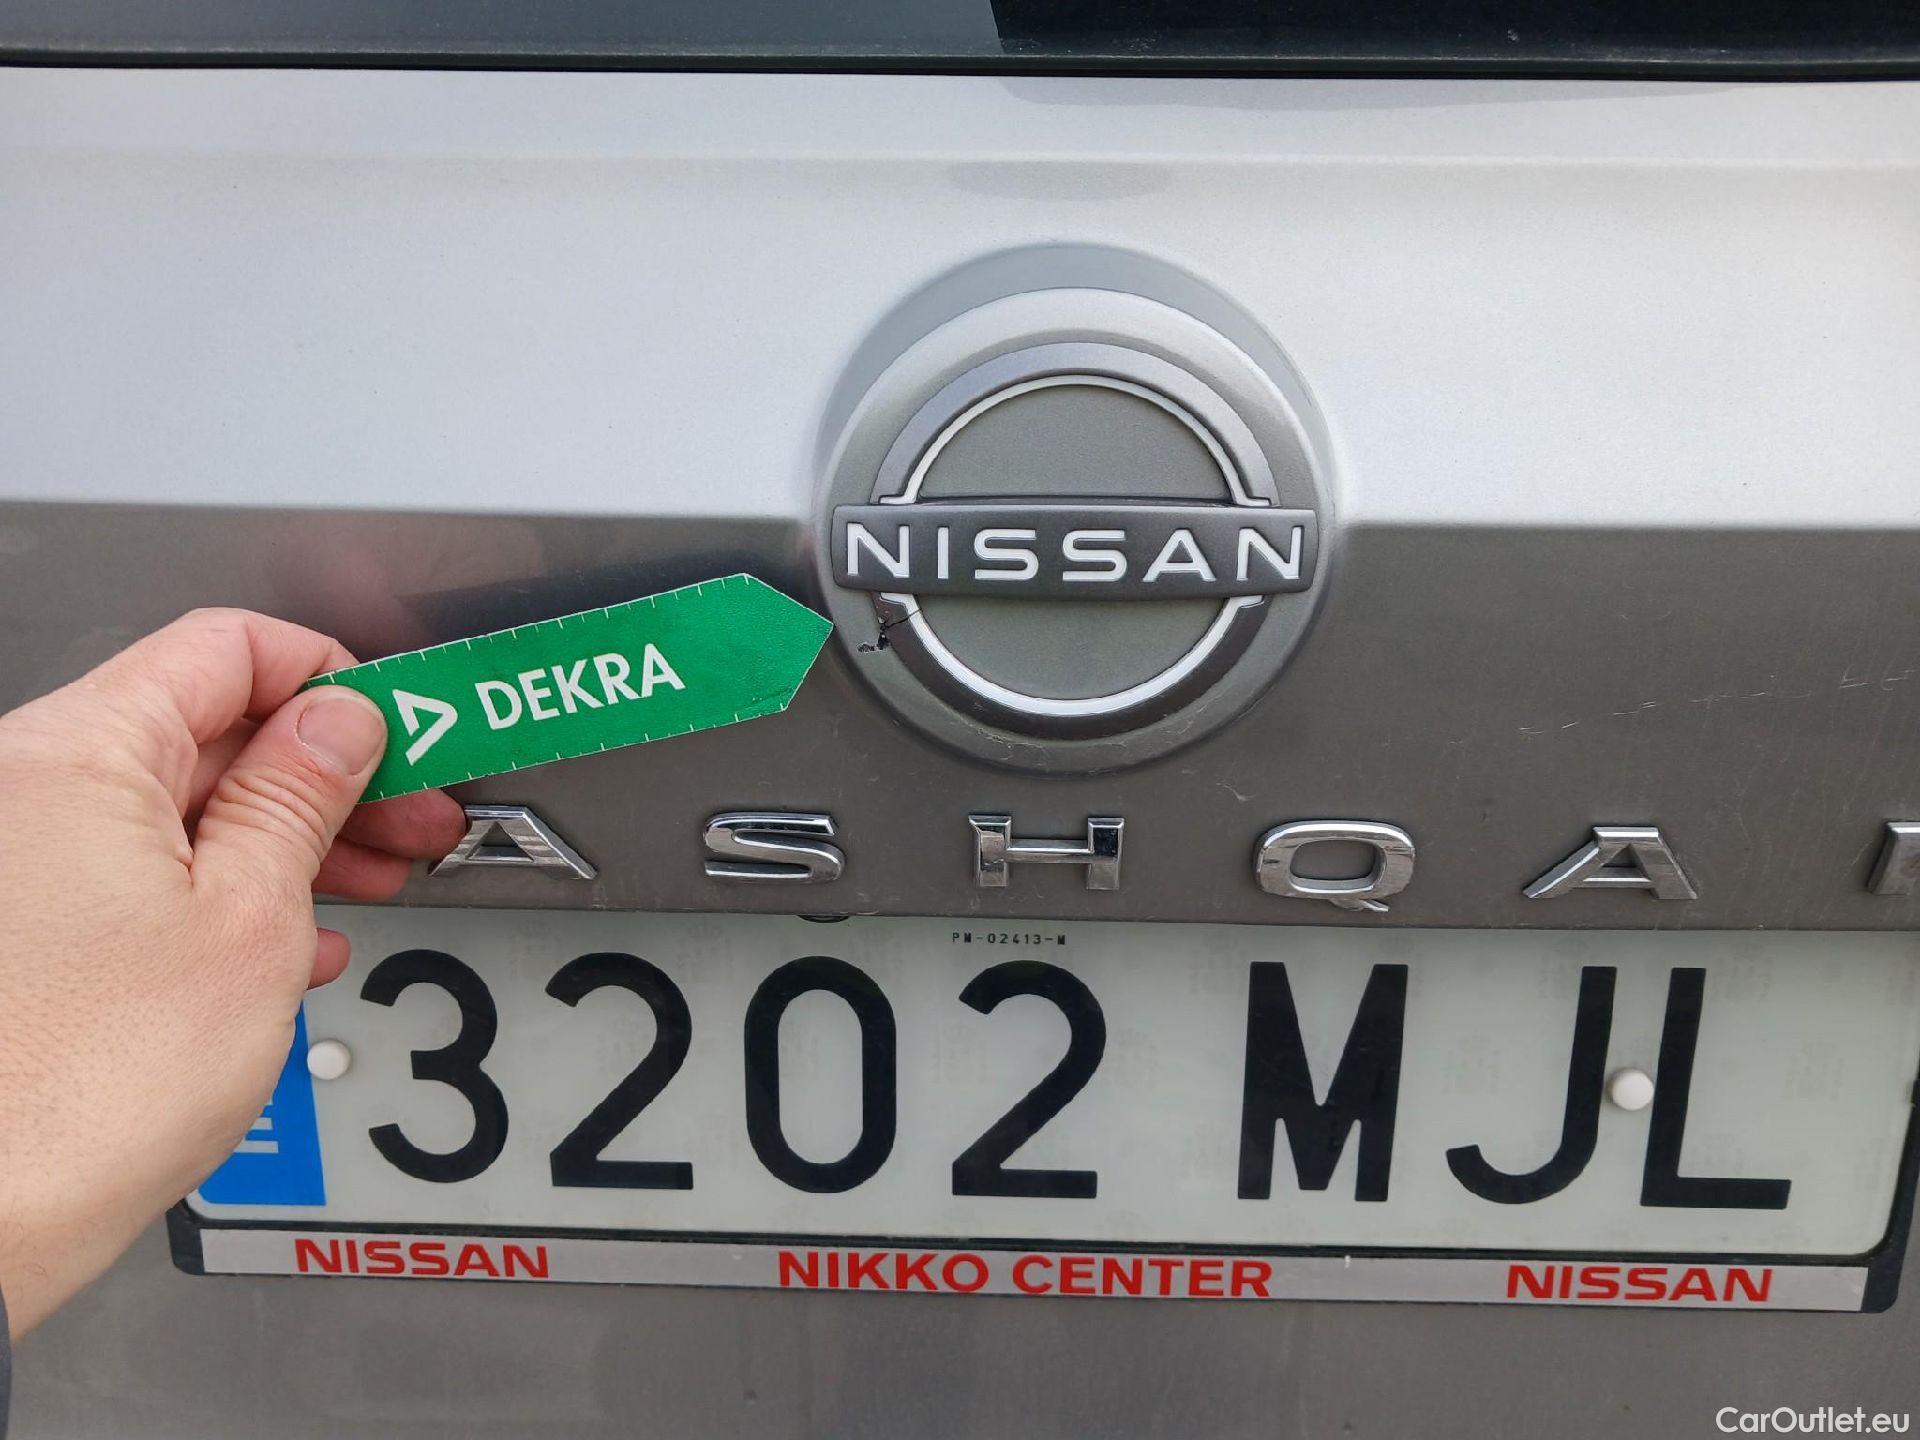 NISSAN
DEKRA
ASHQA
PM-02413-M
3202 MJL
E
NISSAN NIKKO CENTER NISSAN
CarOutlet.eu